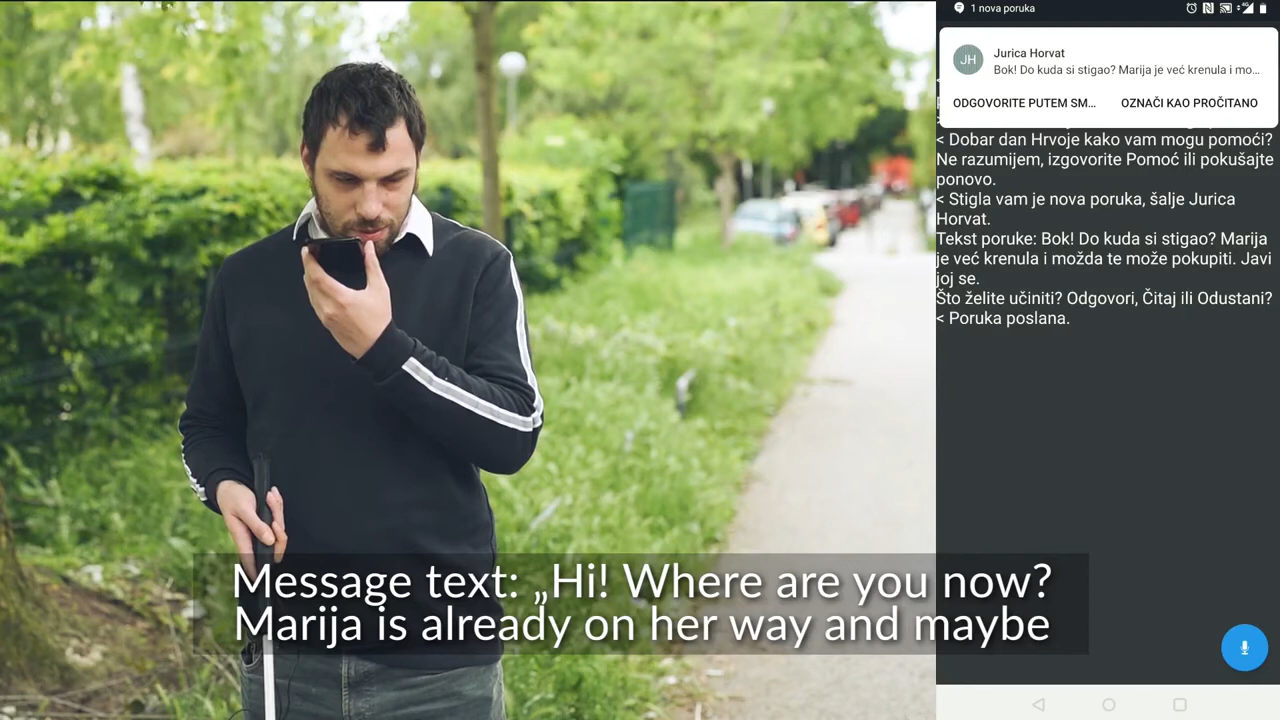 1 nova poruka
JH
Jurica Horvat
Bok! Do kuda si stigao? Marija je već krenula i mo...
ODGOVORITE PUTEM SM...
OZNAČI KAO PROČITANO
< Dobar dan Hrvoje kako vam mogu pomoći?
Ne razumijem, izgovorite Pomoć ili pokušajte
ponovo.
< Stigla vam je nova poruka, šalje Jurica
Horvat.
Tekst poruke: Bok! Do kuda si stigao? Marija
je već krenula i možda te može pokupiti. Javi
joj se.
Što želite učiniti? Odgovori, Čitaj ili Odustani?
< Poruka poslana.
Message text: „Hi! Where are you now?
Marija is already on her way and maybe